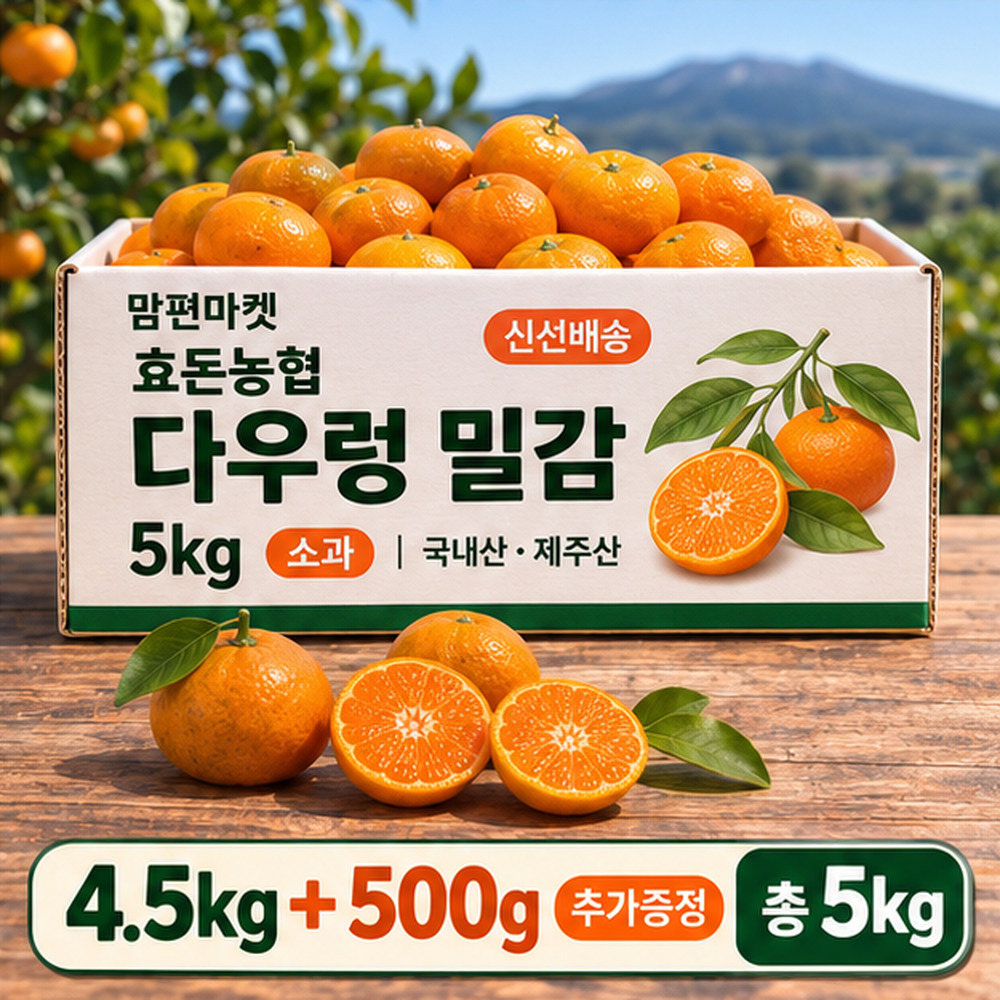 맘편마켓
신선배송
효돈농협
다우렁 밀감
5kg 소과 | 국내산 · 제주산
4.5kg + 500g 추가증정 총 5kg